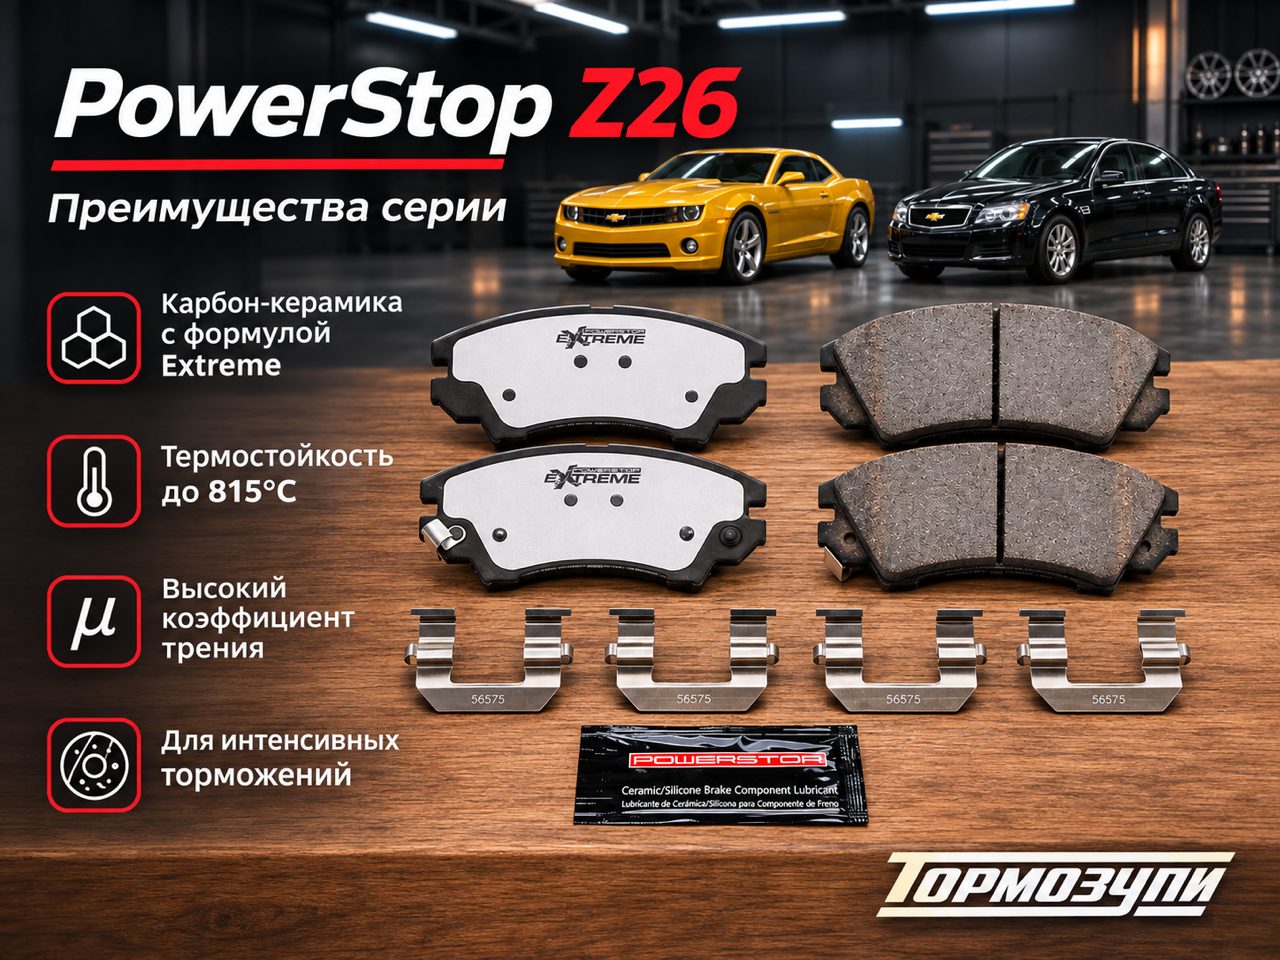 PowerStop Z26
Преимущества серии
Карбон-керамика
с формулой
Extreme
Термостойкость
до 815°C
μ
Высокий
коэффициент
трения
Для интенсивных
торможений
POWERSTOP
EXTREME
POWERSTOP
EXTREME
56575
56575
56575
56575
POWERSTOP
Ceramic/Silicone Brake Component Lubricant
Lubricante de Cerámica/Silicona para Componente de Freno
ТОРМОЗУПИ